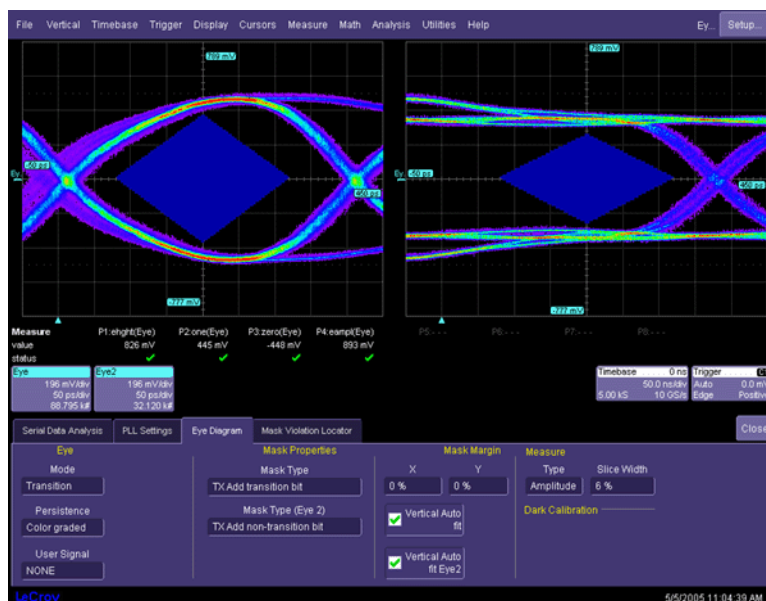 File Vertical Timebase Trigger Display Cursors Measure Math Analysis Utilities Help Ey... Setup...
789 mV 789 mV
-50 ps -50 ps
Ey Ey
450 ps 450 ps
-777 mV -777 mV
Measure P1:ehght(Eye) P2:one(Eye) P3:zero(Eye) P4:eampl(Eye) P5:--- P6:--- P7:--- P8:---
value 826 mV 445 mV -448 mV 893 mV
status
Eye Eye2 Timebase 0 ns Trigger
196 mV/div 196 mV/div 50.0 ns/div Auto 0.0 m
50 ps/div 50 ps/div 5.00 kS 10 GS/s Edge Positive
88.795 k# 32.120 k#
Serial Data Analysis PLL Settings Eye Diagram Mask Violation Locator Close
Eye Mask Properties Mask Margin Measure
Mode Mask Type X Y Type Slice Width
Transition TX Add transition bit 0 % 0 % Amplitude 6 %
Persistence Mask Type (Eye 2) Vertical Auto fit Dark Calibration
Color graded TX Add non-transition bit
User Signal Vertical Auto fit Eye2
NONE
LeCroy 5/5/2005 11:04:39 AM